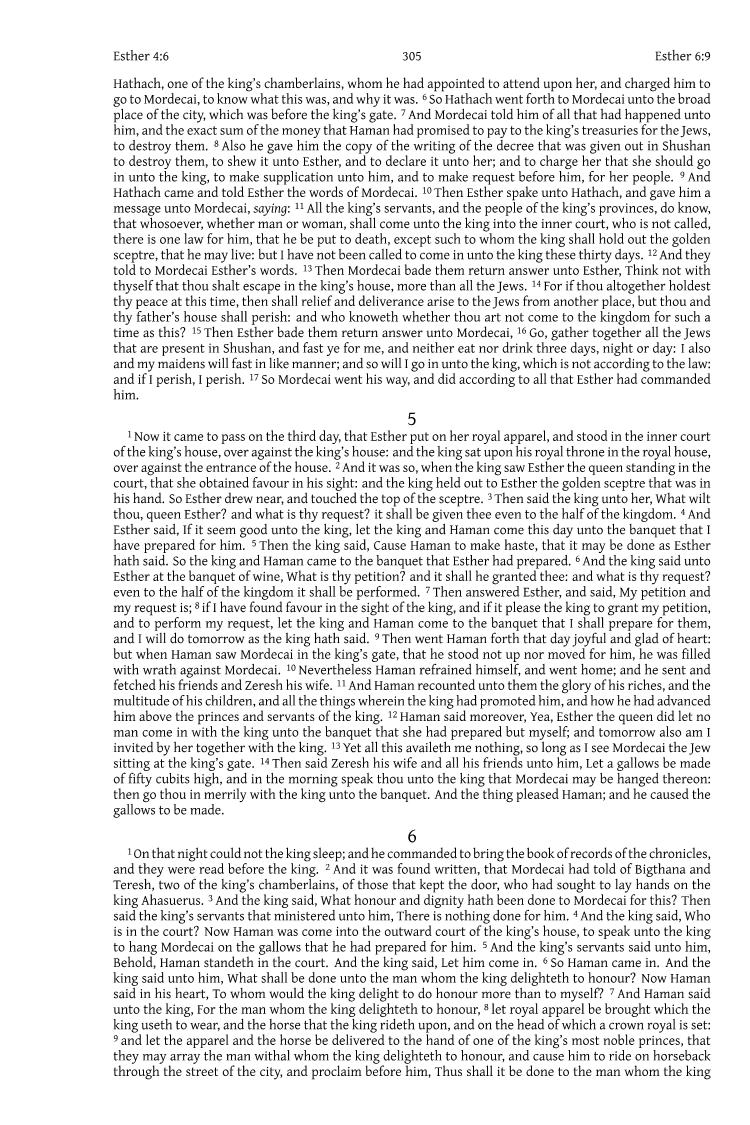 Esther 4:6 305 Esther 6:9
Hathach, one of the king’s chamberlains, whom he had appointed to attend upon her, and charged him to
go to Mordecai, to know what this was, and why it was. 6 So Hathach went forth to Mordecai unto the broad
place of the city, which was before the king’s gate. 7 And Mordecai told him of all that had happened unto
him, and the exact sum of the money that Haman had promised to pay to the king’s treasuries for the Jews,
to destroy them. 8 Also he gave him the copy of the writing of the decree that was given out in Shushan
to destroy them, to shew it unto Esther, and to declare it unto her; and to charge her that she should go
in unto the king, to make supplication unto him, and to make request before him, for her people. 9 And
Hathach came and told Esther the words of Mordecai. 10 Then Esther spake unto Hathach, and gave him a
message unto Mordecai, saying: 11 All the king’s servants, and the people of the king’s provinces, do know,
that whosoever, whether man or woman, shall come unto the king into the inner court, who is not called,
there is one law for him, that he be put to death, except such to whom the king shall hold out the golden
sceptre, that he may live: but I have not been called to come in unto the king these thirty days. 12 And they
told to Mordecai Esther’s words. 13 Then Mordecai bade them return answer unto Esther, Think not with
thyself that thou shalt escape in the king’s house, more than all the Jews. 14 For if thou altogether holdest
thy peace at this time, then shall relief and deliverance arise to the Jews from another place, but thou and
thy father’s house shall perish: and who knoweth whether thou art not come to the kingdom for such a
time as this? 15 Then Esther bade them return answer unto Mordecai, 16 Go, gather together all the Jews
that are present in Shushan, and fast ye for me, and neither eat nor drink three days, night or day: I also
and my maidens will fast in like manner; and so will I go in unto the king, which is not according to the law:
and if I perish, I perish. 17 So Mordecai went his way, and did according to all that Esther had commanded
him.
5
1 Now it came to pass on the third day, that Esther put on her royal apparel, and stood in the inner court
of the king’s house, over against the king’s house: and the king sat upon his royal throne in the royal house,
over against the entrance of the house. 2 And it was so, when the king saw Esther the queen standing in the
court, that she obtained favour in his sight: and the king held out to Esther the golden sceptre that was in
his hand. So Esther drew near, and touched the top of the sceptre. 3 Then said the king unto her, What wilt
thou, queen Esther? and what is thy request? it shall be given thee even to the half of the kingdom. 4 And
Esther said, If it seem good unto the king, let the king and Haman come this day unto the banquet that I
have prepared for him. 5 Then the king said, Cause Haman to make haste, that it may be done as Esther
hath said. So the king and Haman came to the banquet that Esther had prepared. 6 And the king said unto
Esther at the banquet of wine, What is thy petition? and it shall he granted thee: and what is thy request?
even to the half of the kingdom it shall be performed. 7 Then answered Esther, and said, My petition and
my request is; 8 if I have found favour in the sight of the king, and if it please the king to grant my petition,
and to perform my request, let the king and Haman come to the banquet that I shall prepare for them,
and I will do tomorrow as the king hath said. 9 Then went Haman forth that day joyful and glad of heart:
but when Haman saw Mordecai in the king’s gate, that he stood not up nor moved for him, he was filled
with wrath against Mordecai. 10 Nevertheless Haman refrained himself, and went home; and he sent and
fetched his friends and Zeresh his wife. 11 And Haman recounted unto them the glory of his riches, and the
multitude of his children, and all the things wherein the king had promoted him, and how he had advanced
him above the princes and servants of the king. 12 Haman said moreover, Yea, Esther the queen did let no
man come in with the king unto the banquet that she had prepared but myself; and tomorrow also am I
invited by her together with the king. 13 Yet all this availeth me nothing, so long as I see Mordecai the Jew
sitting at the king’s gate. 14 Then said Zeresh his wife and all his friends unto him, Let a gallows be made
of fifty cubits high, and in the morning speak thou unto the king that Mordecai may be hanged thereon:
then go thou in merrily with the king unto the banquet. And the thing pleased Haman; and he caused the
gallows to be made.
6
1 On that night could not the king sleep; and he commanded to bring the book of records of the chronicles,
and they were read before the king. 2 And it was found written, that Mordecai had told of Bigthana and
Teresh, two of the king’s chamberlains, of those that kept the door, who had sought to lay hands on the
king Ahasuerus. 3 And the king said, What honour and dignity hath been done to Mordecai for this? Then
said the king’s servants that ministered unto him, There is nothing done for him. 4 And the king said, Who
is in the court? Now Haman was come into the outward court of the king’s house, to speak unto the king
to hang Mordecai on the gallows that he had prepared for him. 5 And the king’s servants said unto him,
Behold, Haman standeth in the court. And the king said, Let him come in. 6 So Haman came in. And the
king said unto him, What shall be done unto the man whom the king delighteth to honour? Now Haman
said in his heart, To whom would the king delight to do honour more than to myself? 7 And Haman said
unto the king, For the man whom the king delighteth to honour, 8 let royal apparel be brought which the
king useth to wear, and the horse that the king rideth upon, and on the head of which a crown royal is set:
9 and let the apparel and the horse be delivered to the hand of one of the king’s most noble princes, that
they may array the man withal whom the king delighteth to honour, and cause him to ride on horseback
through the street of the city, and proclaim before him, Thus shall it be done to the man whom the king